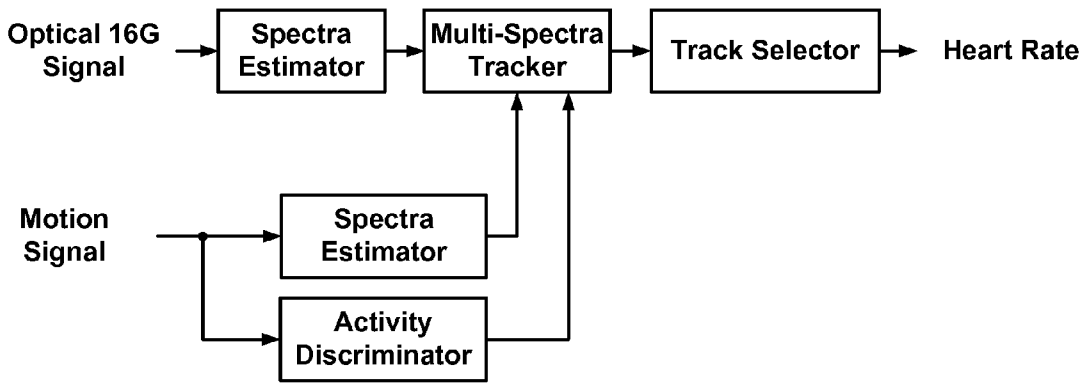 Optical 16G
Signal
Spectra
Estimator
Multi-Spectra
Tracker
Track Selector
Heart Rate
Motion
Signal
Spectra
Estimator
Activity
Discriminator